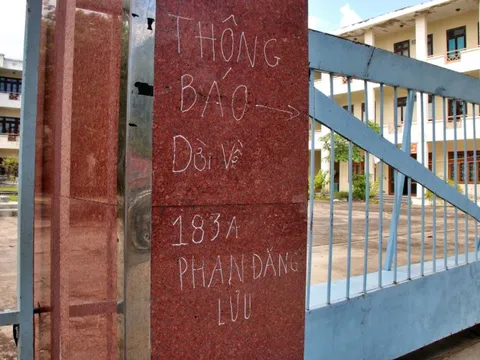 THÔNG
BÁO
Dời Về
183A
PHAN ĐĂNG
LƯU